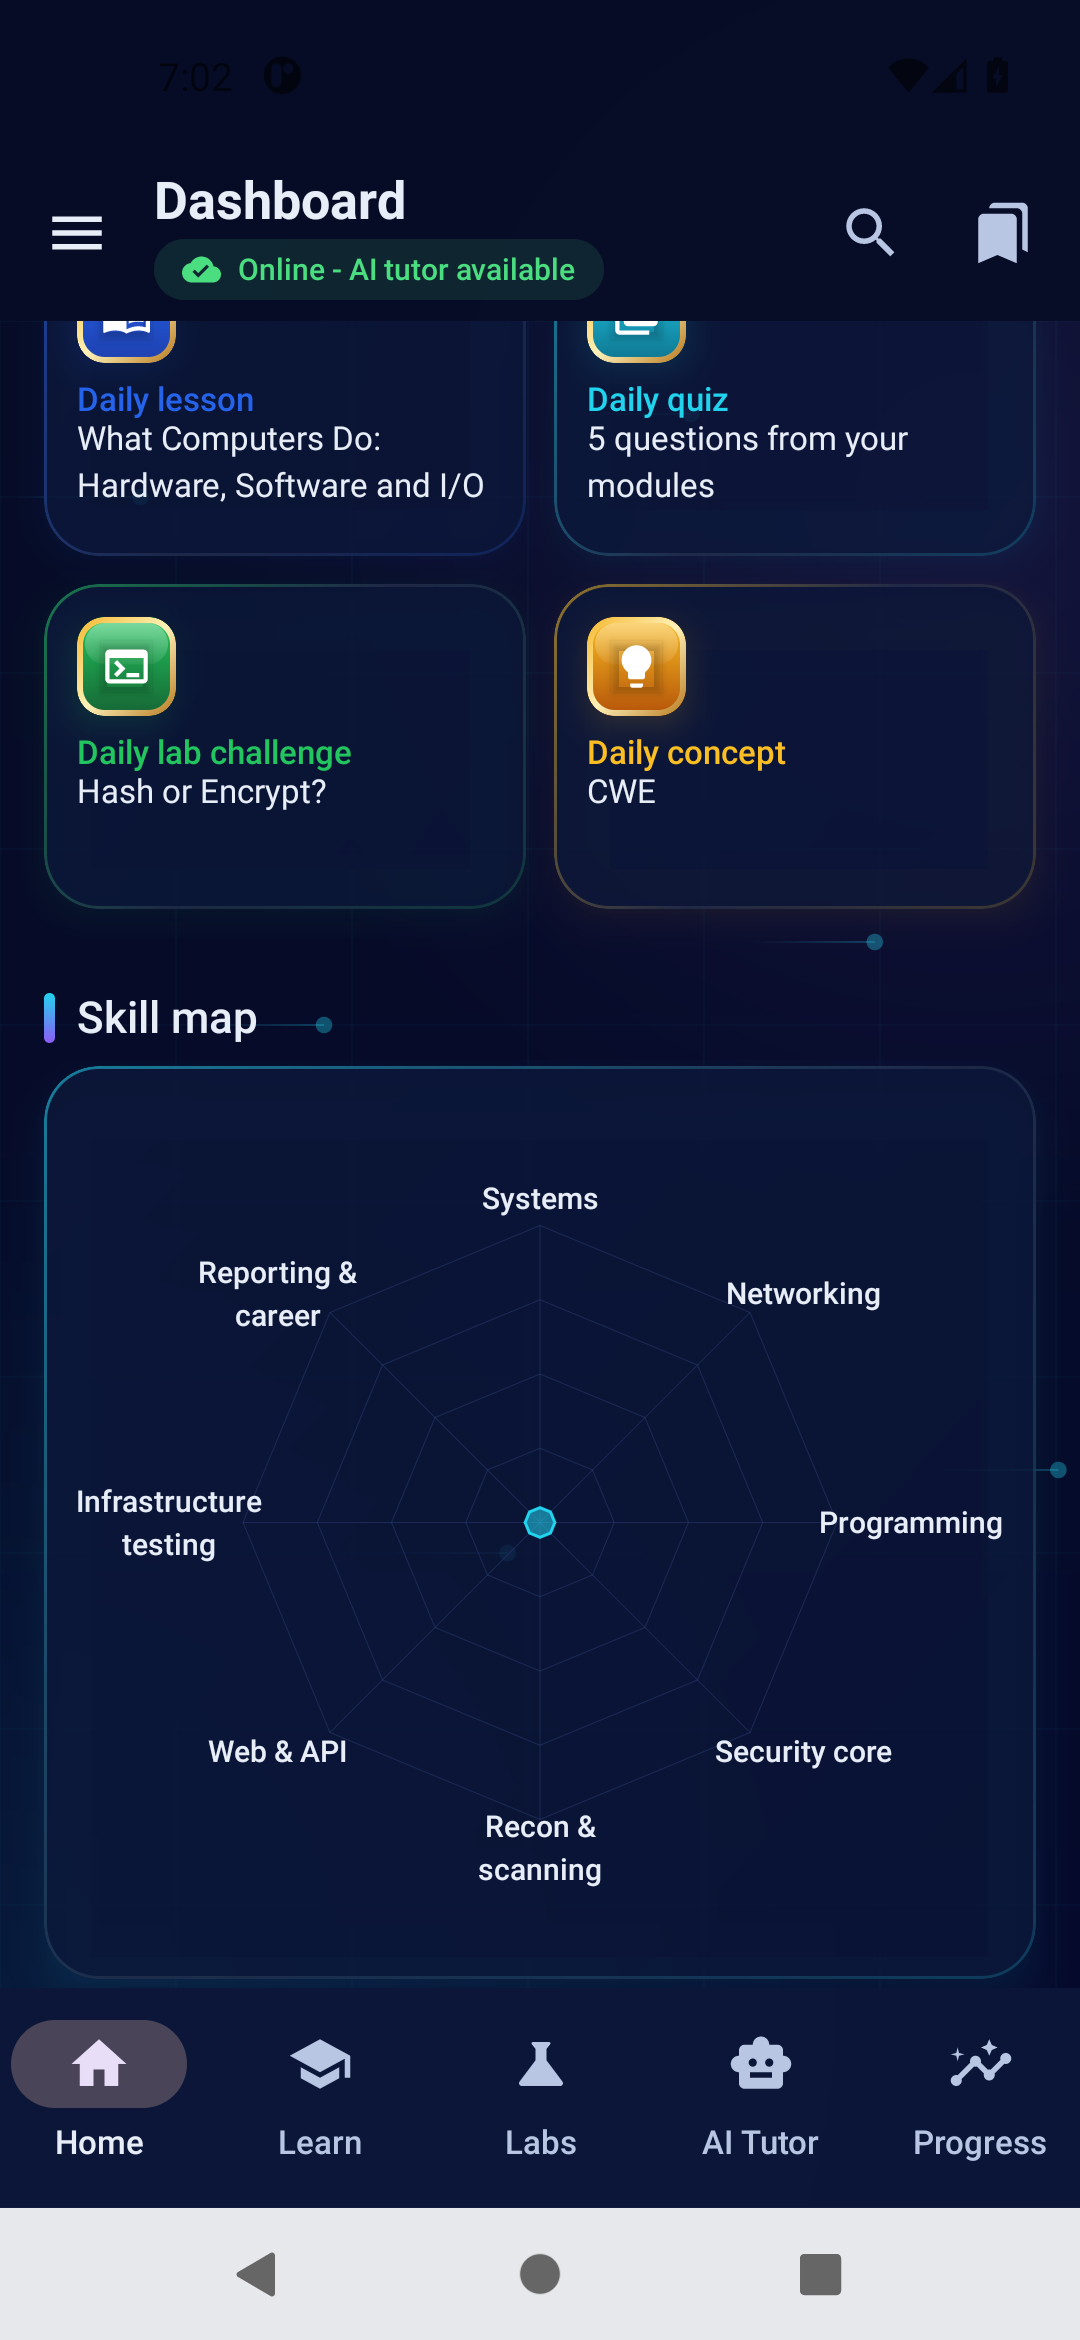 7:02
Dashboard
Online - AI tutor available
Daily lesson
What Computers Do:
Hardware, Software and I/O
Daily quiz
5 questions from your
modules
Daily lab challenge
Hash or Encrypt?
Daily concept
CWE
Skill map
Systems
Reporting &
career
Networking
Infrastructure
testing
Programming
Web & API
Security core
Recon &
scanning
Home
Learn
Labs
AI Tutor
Progress